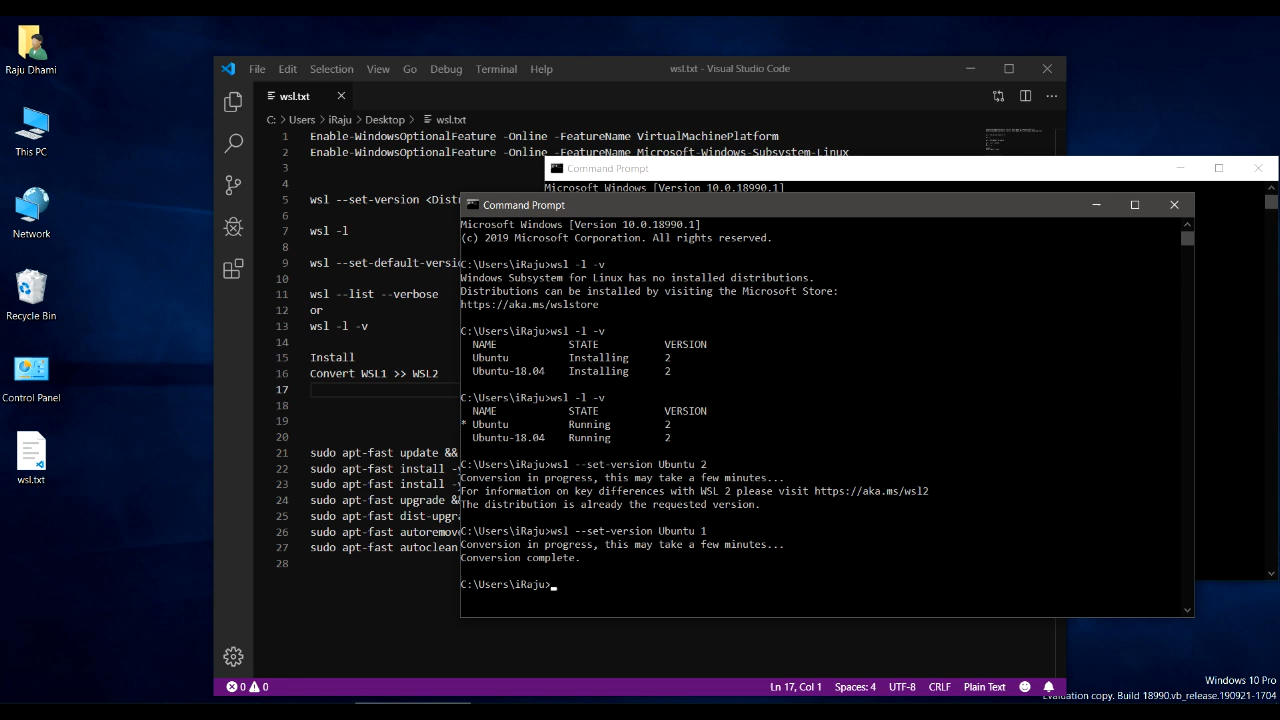 Raju Dhami
This PC
Network
Recycle Bin
Control Panel
wsl.txt
File Edit Selection View Go Debug Terminal Help
wsl.txt - Visual Studio Code
wsl.txt
C: > Users > iRaju > Desktop > wsl.txt
1 Enable-WindowsOptionalFeature -Online -FeatureName VirtualMachinePlatform
2 Enable-WindowsOptionalFeature -Online -FeatureName Microsoft-Windows-Subsystem-Linux
3
4
5 wsl --set-version <Dist
6
7 wsl -l
8
9 wsl --set-default-versi
10
11 wsl --list --verbose
12 or
13 wsl -l -v
14
15 Install
16 Convert WSL1 >> WSL2
17
18
19
20
21 sudo apt-fast update &&
22 sudo apt-fast install -
23 sudo apt-fast install -
24 sudo apt-fast upgrade &
25 sudo apt-fast dist-upgr
26 sudo apt-fast autoremov
27 sudo apt-fast autoclean
28
Command Prompt
Microsoft Windows [Version 10.0.18990.1]
Command Prompt
Microsoft Windows [Version 10.0.18990.1]
(c) 2019 Microsoft Corporation. All rights reserved.
C:\Users\iRaju>wsl -l -v
Windows Subsystem for Linux has no installed distributions.
Distributions can be installed by visiting the Microsoft Store:
https://aka.ms/wslstore
C:\Users\iRaju>wsl -l -v
NAME STATE VERSION
Ubuntu Installing 2
Ubuntu-18.04 Installing 2
C:\Users\iRaju>wsl -l -v
NAME STATE VERSION
* Ubuntu Running 2
Ubuntu-18.04 Running 2
C:\Users\iRaju>wsl --set-version Ubuntu 2
Conversion in progress, this may take a few minutes...
For information on key differences with WSL 2 please visit https://aka.ms/wsl2
The distribution is already the requested version.
C:\Users\iRaju>wsl --set-version Ubuntu 1
Conversion in progress, this may take a few minutes...
Conversion complete.
C:\Users\iRaju>
0 0
Ln 17, Col 1 Spaces: 4 UTF-8 CRLF Plain Text
Windows 10 Pro
Evaluation copy. Build 18990.vb_release.190921-1704